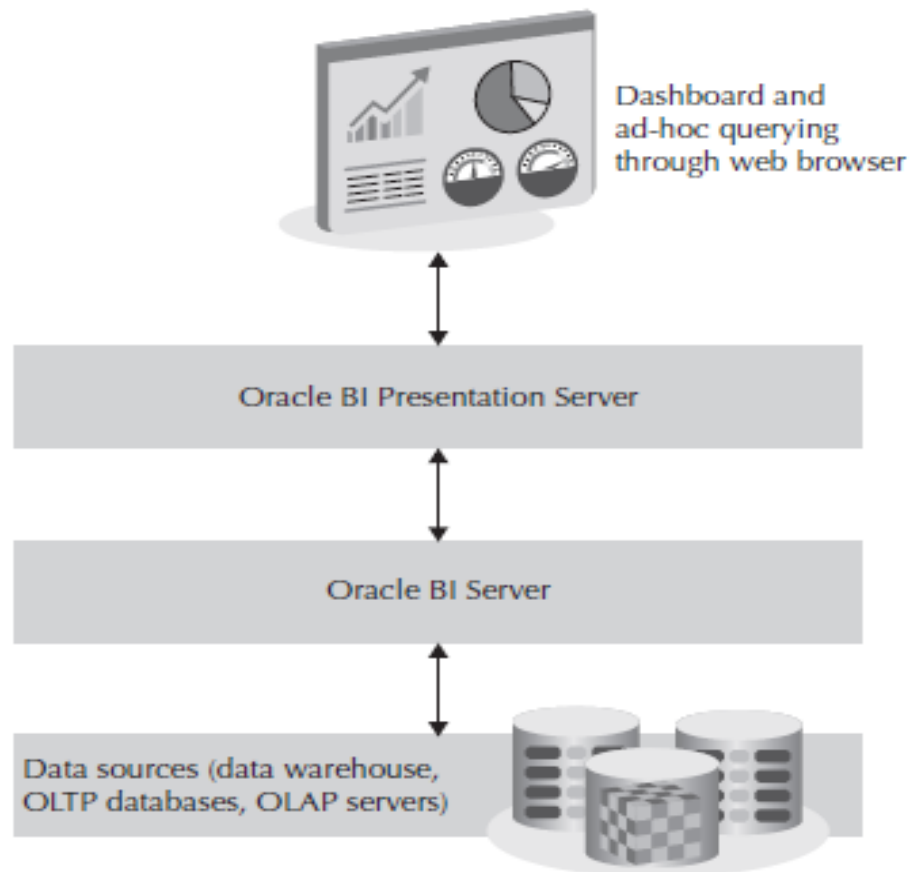 Dashboard and
ad-hoc querying
through web browser
Oracle BI Presentation Server
Oracle BI Server
Data sources (data warehouse,
OLTP databases, OLAP servers)